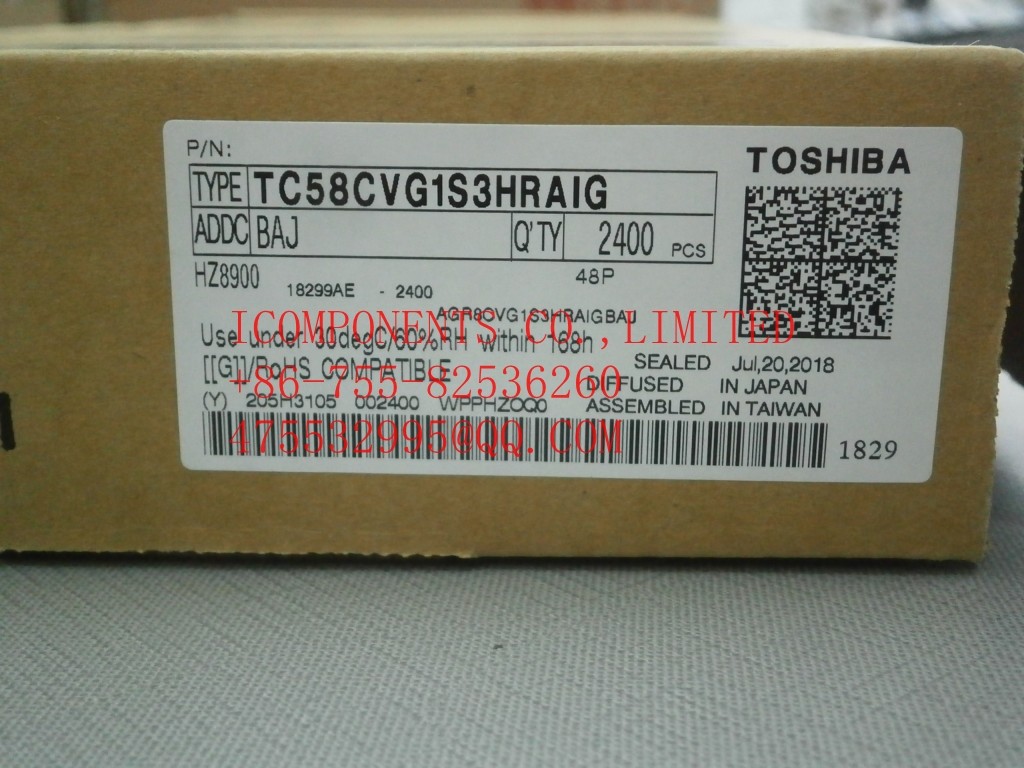 P/N:
TOSHIBA
TYPE TC58CVG1S3HRAIG
ADDC BAJ Q'TY 2400 PCS
HZ8900 48P
18299AE - 2400
AGR8CVG1S3HRAIGBAJ
ICOMPONENTS CO.,LIMITED
Use under 30degC/60%RH within 168h
SEALED Jul,20,2018
[[G]]/RoHS COMPATIBLE
+86-755-82536260
DIFFUSED IN JAPAN
(Y) 205H3105 002400 WPPHZ0Q0 ASSEMBLED IN TAIWAN
475532995@QQ.COM
1829